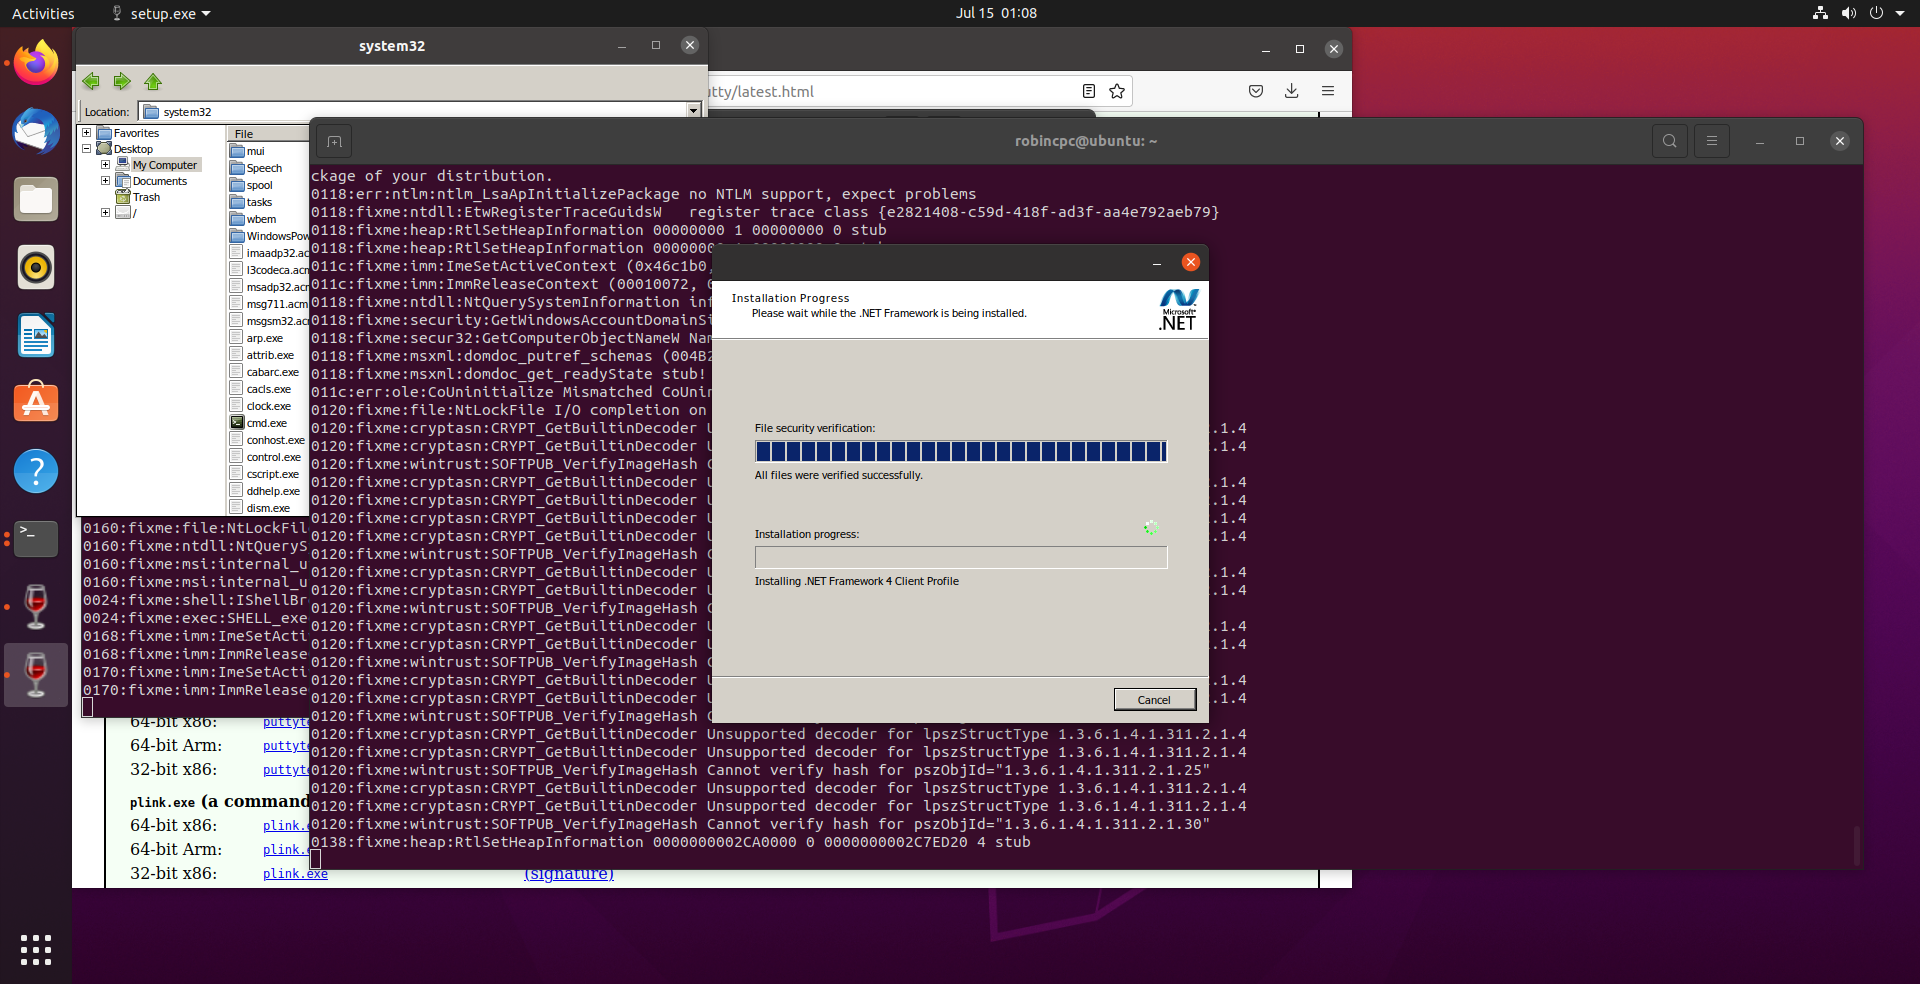 Activities
setup.exe
Jul 15 01:08
system32
Location:
system32
tty/latest.html
Favorites
Desktop
My Computer
Documents
Trash
/
File
mui
Speech
spool
tasks
wbem
WindowsPow
imaadp32.ac
l3codeca.acm
msadp32.acm
msg711.acm
msgsm32.acm
arp.exe
attrib.exe
cabarc.exe
cacls.exe
clock.exe
cmd.exe
conhost.exe
control.exe
cscript.exe
ddhelp.exe
dism.exe
0160:fixme:file:NtLockFil
0160:fixme:ntdll:NtQueryS
0160:fixme:msi:internal_u
0160:fixme:msi:internal_u
0024:fixme:shell:IShellBr
0024:fixme:exec:SHELL_exe
0168:fixme:imm:ImeSetActi
0168:fixme:imm:ImmRelease
0170:fixme:imm:ImeSetActi
0170:fixme:imm:ImmRelease
64-bit x86: puttyte
64-bit Arm: puttyte
32-bit x86: puttyte
plink.exe (a command
64-bit x86: plink.e
64-bit Arm: plink.
32-bit x86: plink.exe (signature)
robincpc@ubuntu: ~
ckage of your distribution.
0118:err:ntlm:ntlm_LsaApInitializePackage no NTLM support, expect problems
0118:fixme:ntdll:EtwRegisterTraceGuidsW   register trace class {e2821408-c59d-418f-ad3f-aa4e792aeb79}
0118:fixme:heap:RtlSetHeapInformation 00000000 1 00000000 0 stub
0118:fixme:heap:RtlSetHeapInformation 00000000 1 00000000 0 stub
011c:fixme:imm:ImeSetActiveContext (0x46c1b0,
011c:fixme:imm:ImmReleaseContext (00010072, 0
0118:fixme:ntdll:NtQuerySystemInformation inf
0118:fixme:security:GetWindowsAccountDomainSi
0118:fixme:secur32:GetComputerObjectNameW Nam
0118:fixme:msxml:domdoc_putref_schemas (004B2
0118:fixme:msxml:domdoc_get_readyState stub!
011c:err:ole:CoUninitialize Mismatched CoUnin
0120:fixme:file:NtLockFile I/O completion on
0120:fixme:cryptasn:CRYPT_GetBuiltinDecoder U .1.4
0120:fixme:cryptasn:CRYPT_GetBuiltinDecoder U .1.4
0120:fixme:wintrust:SOFTPUB_VerifyImageHash C
0120:fixme:cryptasn:CRYPT_GetBuiltinDecoder U .1.4
0120:fixme:cryptasn:CRYPT_GetBuiltinDecoder U .1.4
0120:fixme:cryptasn:CRYPT_GetBuiltinDecoder U .1.4
0120:fixme:cryptasn:CRYPT_GetBuiltinDecoder U .1.4
0120:fixme:wintrust:SOFTPUB_VerifyImageHash C
0120:fixme:cryptasn:CRYPT_GetBuiltinDecoder U .1.4
0120:fixme:cryptasn:CRYPT_GetBuiltinDecoder U .1.4
0120:fixme:wintrust:SOFTPUB_VerifyImageHash C
0120:fixme:cryptasn:CRYPT_GetBuiltinDecoder U .1.4
0120:fixme:cryptasn:CRYPT_GetBuiltinDecoder U .1.4
0120:fixme:wintrust:SOFTPUB_VerifyImageHash C
0120:fixme:cryptasn:CRYPT_GetBuiltinDecoder U .1.4
0120:fixme:cryptasn:CRYPT_GetBuiltinDecoder U .1.4
0120:fixme:wintrust:SOFTPUB_VerifyImageHash C
0120:fixme:cryptasn:CRYPT_GetBuiltinDecoder Unsupported decoder for lpszStructType 1.3.6.1.4.1.311.2.1.4
0120:fixme:cryptasn:CRYPT_GetBuiltinDecoder Unsupported decoder for lpszStructType 1.3.6.1.4.1.311.2.1.4
0120:fixme:wintrust:SOFTPUB_VerifyImageHash Cannot verify hash for pszObjId="1.3.6.1.4.1.311.2.1.25"
0120:fixme:cryptasn:CRYPT_GetBuiltinDecoder Unsupported decoder for lpszStructType 1.3.6.1.4.1.311.2.1.4
0120:fixme:cryptasn:CRYPT_GetBuiltinDecoder Unsupported decoder for lpszStructType 1.3.6.1.4.1.311.2.1.4
0120:fixme:wintrust:SOFTPUB_VerifyImageHash Cannot verify hash for pszObjId="1.3.6.1.4.1.311.2.1.30"
0138:fixme:heap:RtlSetHeapInformation 0000000002CA0000 0 0000000002C7ED20 4 stub
Installation Progress
Please wait while the .NET Framework is being installed.
Microsoft
.NET
File security verification:
All files were verified successfully.
Installation progress:
Installing .NET Framework 4 Client Profile
Cancel